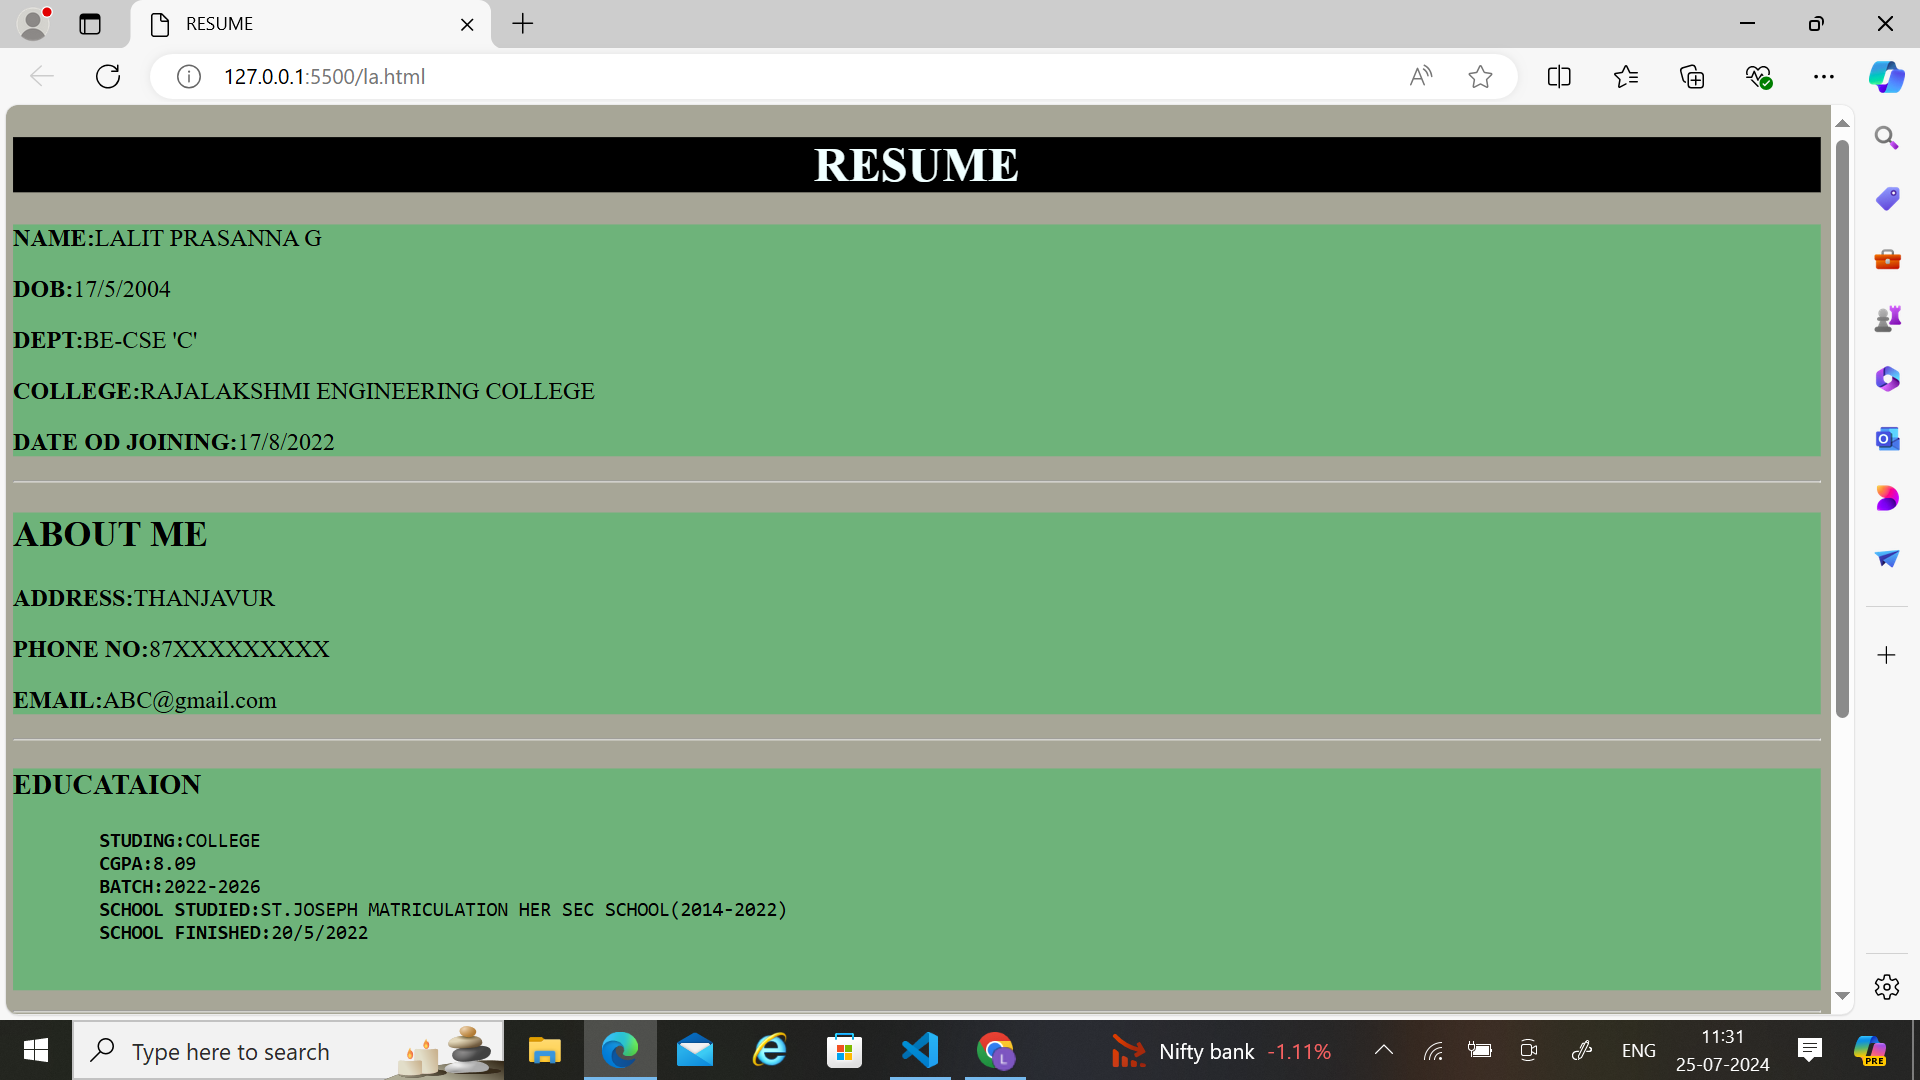 RESUME
127.0.0.1:5500/la.html
RESUME
NAME:LALIT PRASANNA G
DOB:17/5/2004
DEPT:BE-CSE 'C'
COLLEGE:RAJALAKSHMI ENGINEERING COLLEGE
DATE OD JOINING:17/8/2022
ABOUT ME
ADDRESS:THANJAVUR
PHONE NO:87XXXXXXXXX
EMAIL:ABC@gmail.com
EDUCATAION
STUDING:COLLEGE
CGPA:8.09
BATCH:2022-2026
SCHOOL STUDIED:ST.JOSEPH MATRICULATION HER SEC SCHOOL(2014-2022)
SCHOOL FINISHED:20/5/2022
Type here to search
Nifty bank -1.11%
ENG
11:31
25-07-2024
PRE